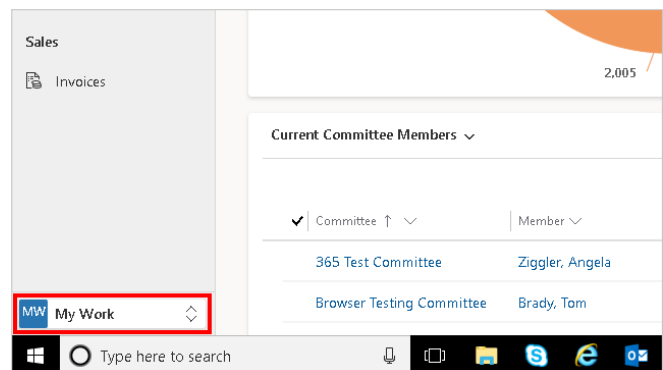 Sales
Invoices
2,005
Current Committee Members
Committee
Member
365 Test Committee
Ziggler, Angela
Browser Testing Committee
Brady, Tom
MW My Work
Type here to search